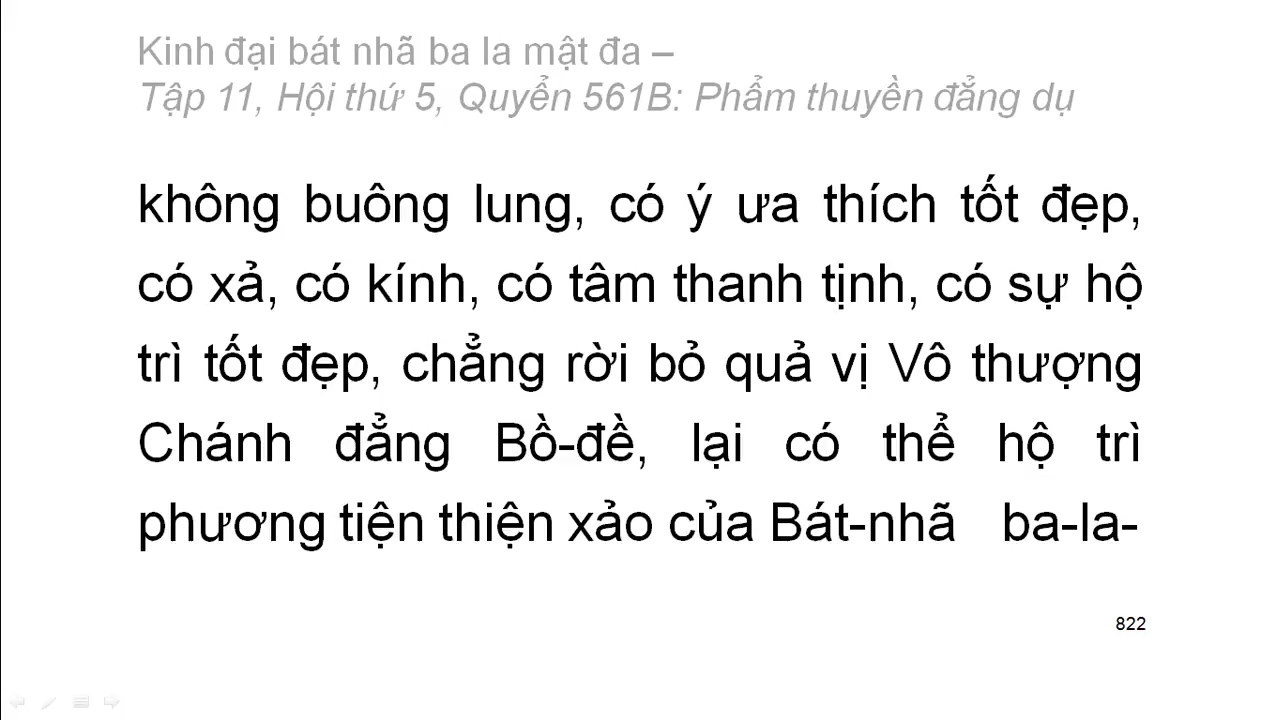 Kinh đại bát nhã ba la mật đa –
Tập 11, Hội thứ 5, Quyển 561B: Phẩm thuyền đẳng dụ
không buông lung, có ý ưa thích tốt đẹp,
có xả, có kính, có tâm thanh tịnh, có sự hộ
trì tốt đẹp, chẳng rời bỏ quả vị Vô thượng
Chánh đẳng Bồ-đề, lại có thể hộ trì
phương tiện thiện xảo của Bát-nhã ba-la-
822